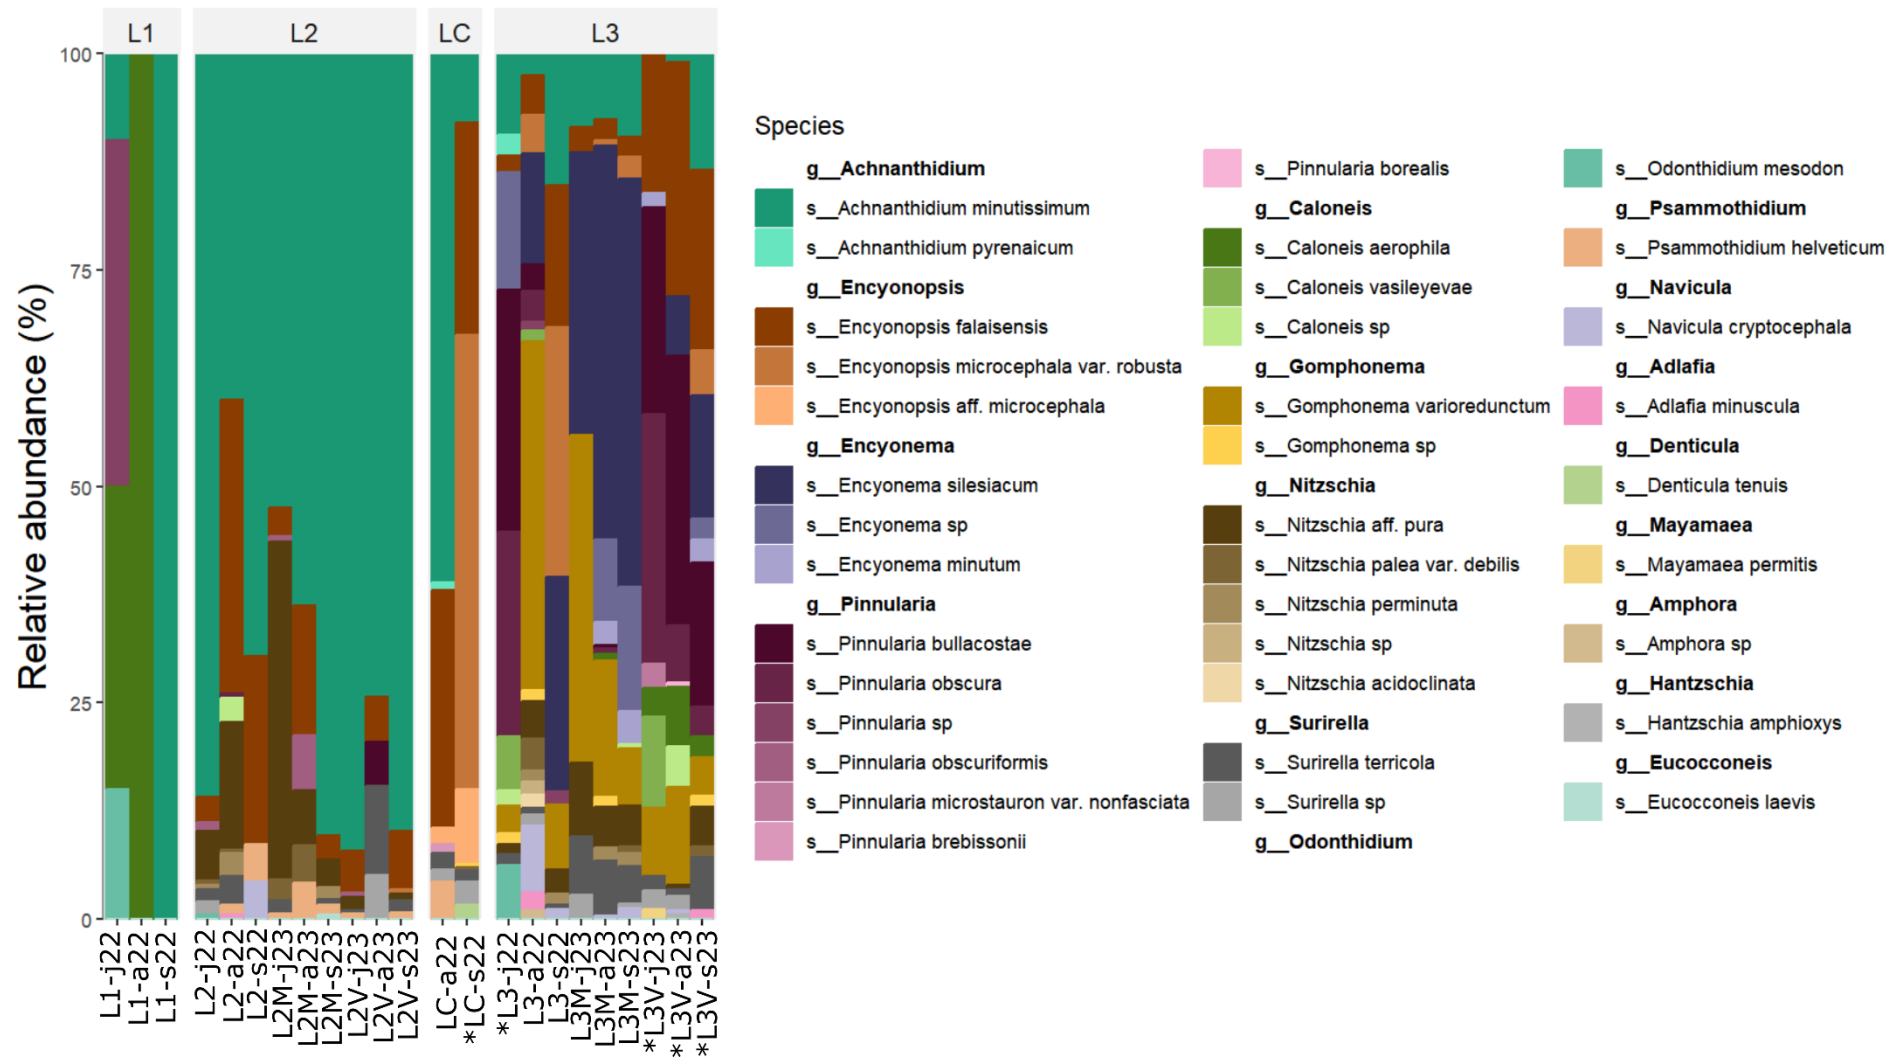 L1
L2
LC
L3
Relative abundance (%)
100
75
50
25
0
L1-j22
L1-a22
L1-s22
L2-j22
L2-a22
L2-s22
L2M-j23
L2M-a23
L2M-s23
L2V-j23
L2V-a23
L2V-s23
LC-a22
*LC-s22
*L3-j22
L3-a22
L3-s22
L3M-j23
L3M-a23
L3M-s23
*L3V-j23
*L3V-a23
*L3V-s23
Species
g__Achnanthidium
s__Achnanthidium minutissimum
s__Achnanthidium pyrenaicum
g__Encyonopsis
s__Encyonopsis falaisensis
s__Encyonopsis microcephala var. robusta
s__Encyonopsis aff. microcephala
g__Encyonema
s__Encyonema silesiacum
s__Encyonema sp
s__Encyonema minutum
g__Pinnularia
s__Pinnularia bullacostae
s__Pinnularia obscura
s__Pinnularia sp
s__Pinnularia obscuriformis
s__Pinnularia microstauron var. nonfasciata
s__Pinnularia brebissonii
s__Pinnularia borealis
g__Caloneis
s__Caloneis aerophila
s__Caloneis vasileyevae
s__Caloneis sp
g__Gomphonema
s__Gomphonema varioredunctum
s__Gomphonema sp
g__Nitzschia
s__Nitzschia aff. pura
s__Nitzschia palea var. debilis
s__Nitzschia perminuta
s__Nitzschia sp
s__Nitzschia acidoclinata
g__Surirella
s__Surirella terricola
s__Surirella sp
g__Odonthidium
s__Odonthidium mesodon
g__Psammothidium
s__Psammothidium helveticum
g__Navicula
s__Navicula cryptocephala
g__Adlafia
s__Adlafia minuscula
g__Denticula
s__Denticula tenuis
g__Mayamaea
s__Mayamaea permitis
g__Amphora
s__Amphora sp
g__Hantzschia
s__Hantzschia amphioxys
g__Eucocconeis
s__Eucocconeis laevis